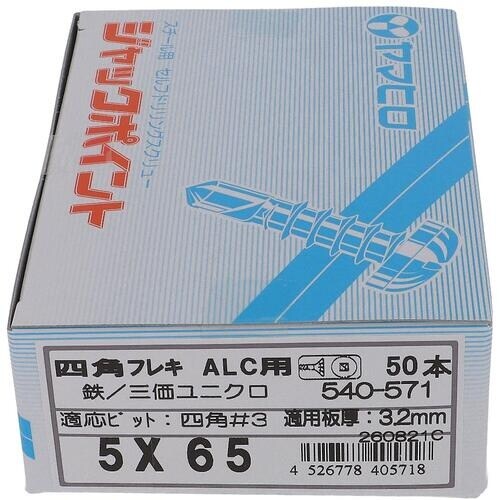 ヤマヒロ
スチール用 セルフドリリングスクリュー
ジャックポイント
四角フレキ ALC用 50本
鉄/三価ユニクロ 540-571
適応ビット:四角#3 適用板厚:3.2mm
260821C
5X65
4 526778 405718